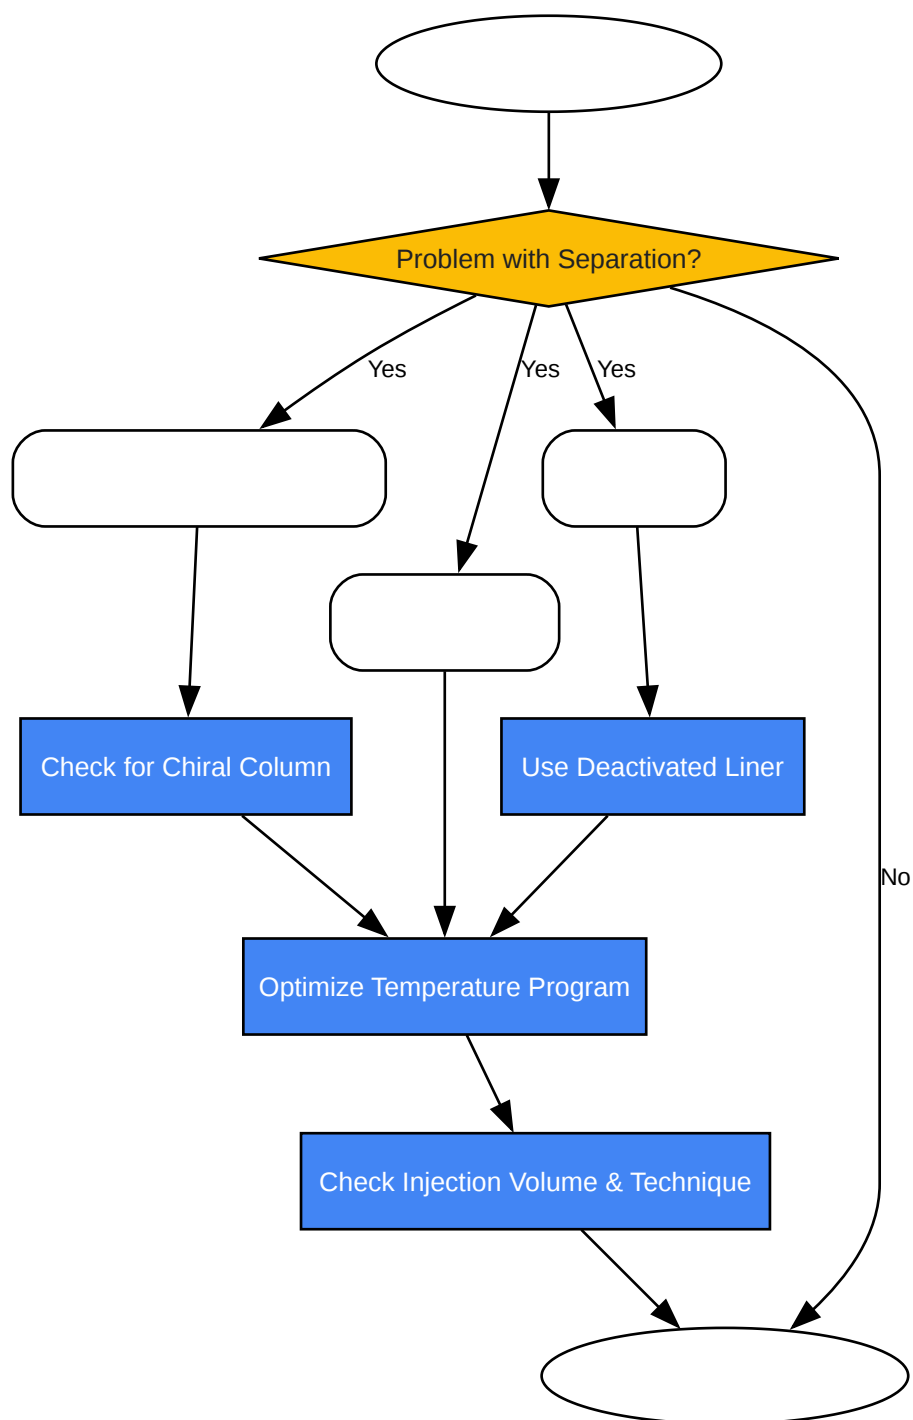 Problem with Separation?
Yes
Yes
Yes
Check for Chiral Column
Use Deactivated Liner
No
Optimize Temperature Program
Check Injection Volume & Technique